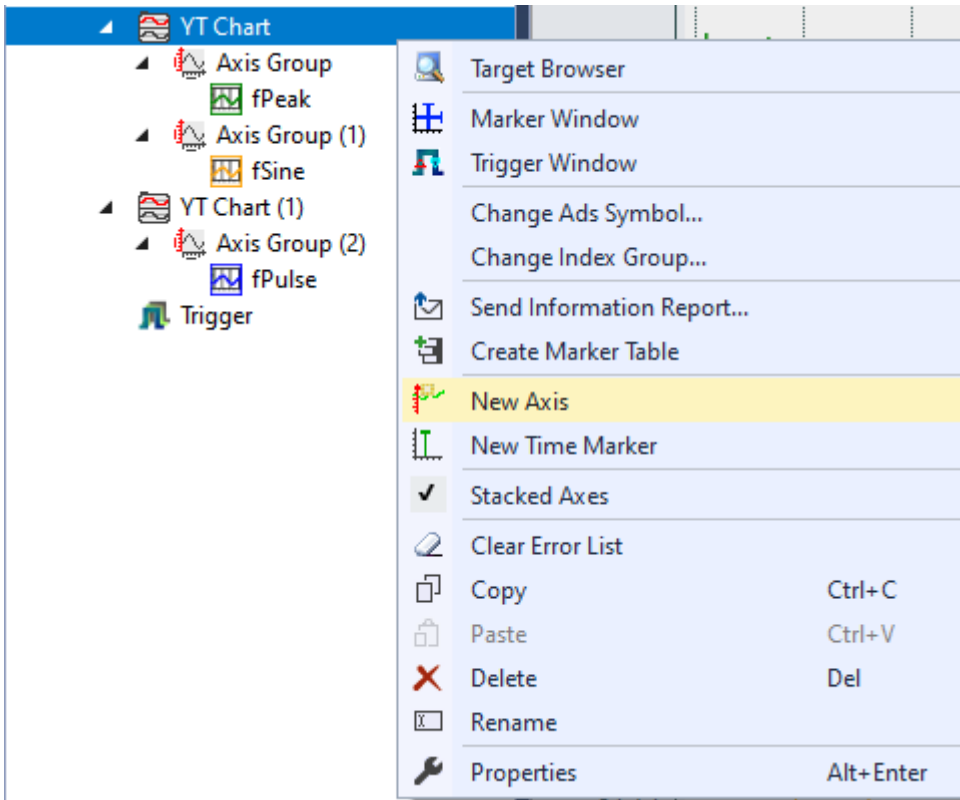 YT Chart
Axis Group
fPeak
Axis Group (1)
fSine
YT Chart (1)
Axis Group (2)
fPulse
Trigger
Target Browser
Marker Window
Trigger Window
Change Ads Symbol...
Change Index Group...
Send Information Report...
Create Marker Table
New Axis
New Time Marker
Stacked Axes
Clear Error List
Copy Ctrl+C
Paste Ctrl+V
Delete Del
Rename
Properties Alt+Enter